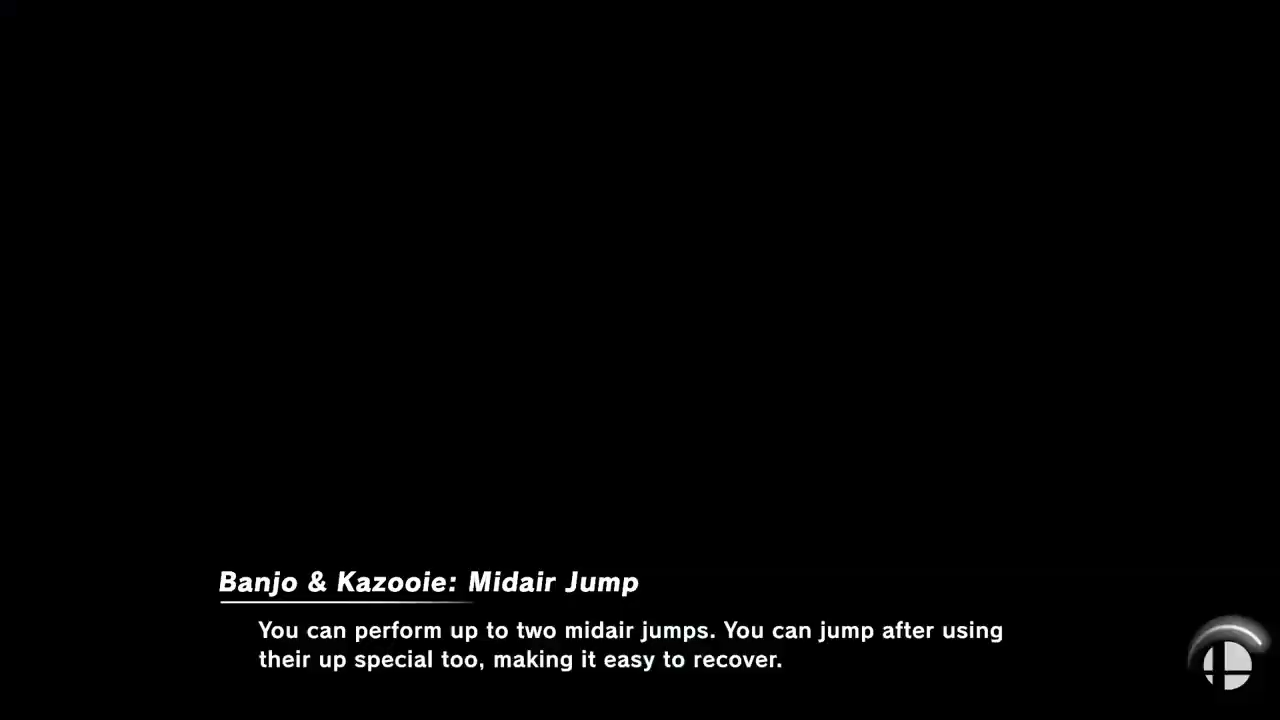 Banjo & Kazooie: Midair Jump
You can perform up to two midair jumps. You can jump after using
their up special too, making it easy to recover.